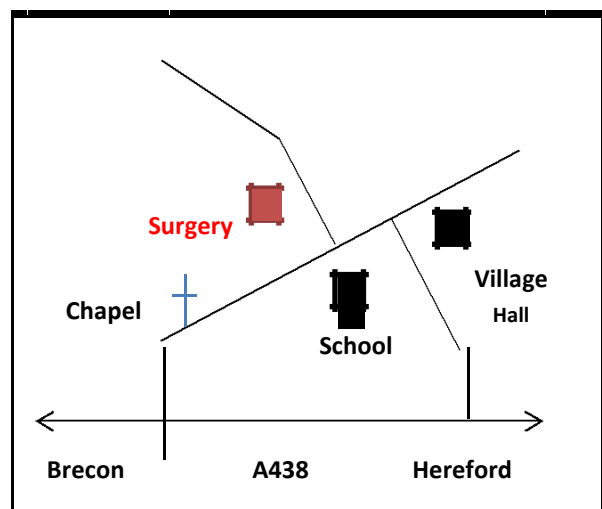 Surgery
Village
Chapel
Hall
School
Brecon A438 Hereford